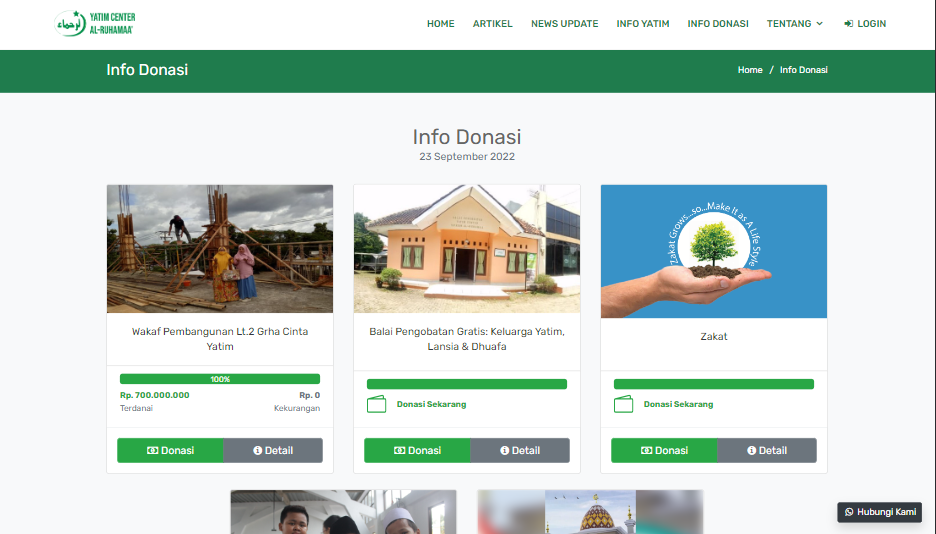 YATIM CENTER
AL-RUHAMAA'
HOME
ARTIKEL
NEWS UPDATE
INFO YATIM
INFO DONASI
TENTANG
LOGIN
Info Donasi
Home / Info Donasi
Info Donasi
23 September 2022
Zakat Grows...so...Make It as A Life Style
Wakaf Pembangunan Lt.2 Grha Cinta
Yatim
Balai Pengobatan Gratis: Keluarga Yatim,
Lansia & Dhuafa
Zakat
100%
Rp. 700.000.000
Rp. 0
Terdanai
Kekurangan
Donasi Sekarang
Donasi Sekarang
Donasi
Detail
Donasi
Detail
Donasi
Detail
Hubungi Kami